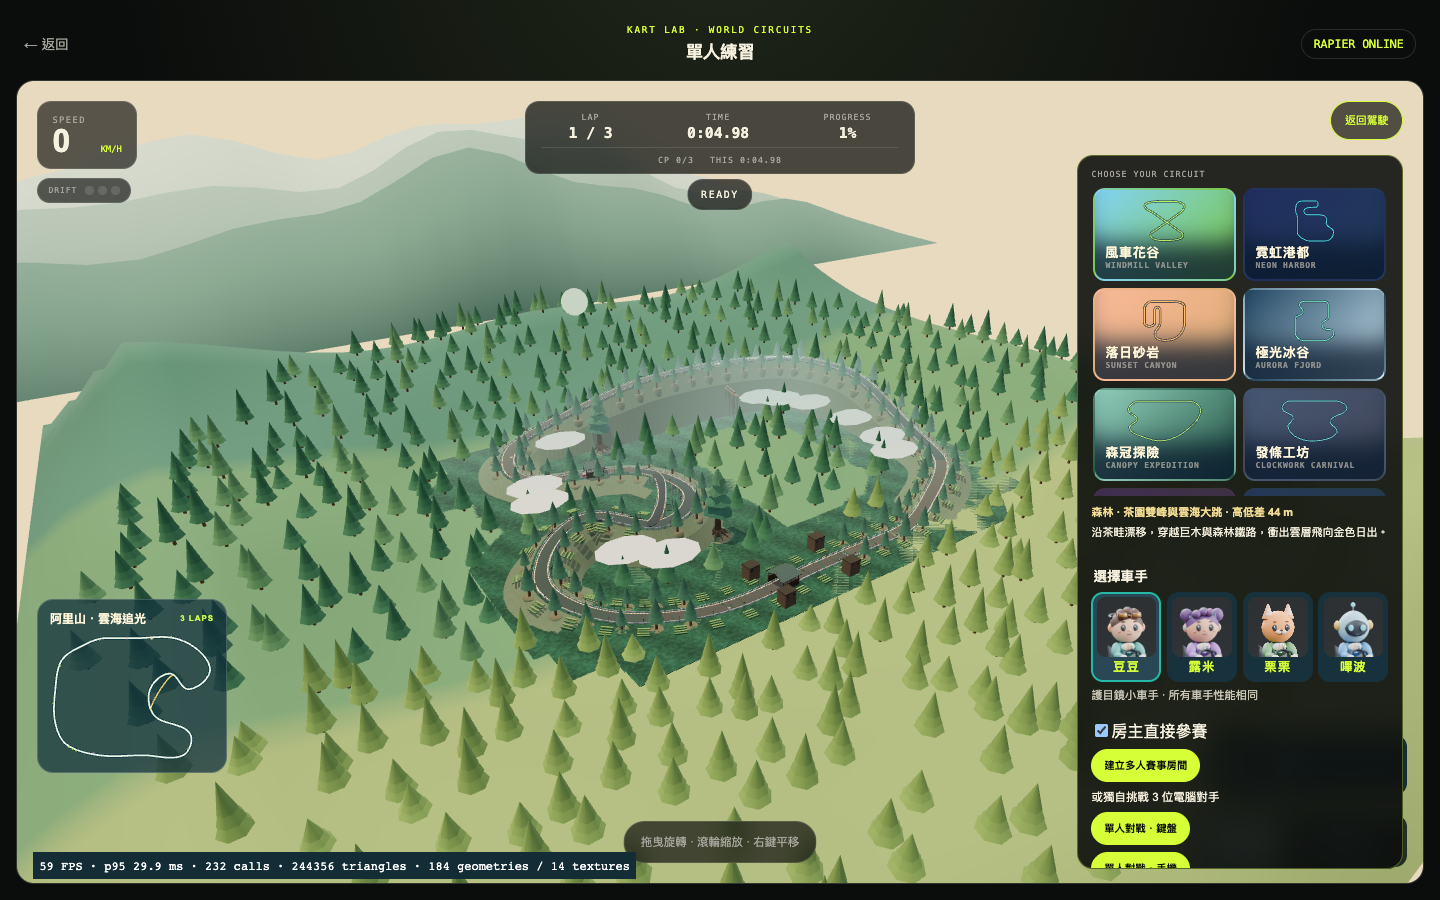 ← 返回
KART LAB · WORLD CIRCUITS
單人練習
RAPIER ONLINE
SPEED
0 KM/H
DRIFT
LAP TIME PROGRESS
1 / 3 0:04.98 1%
CP 0/3 THIS 0:04.98
READY
返回駕駛
CHOOSE YOUR CIRCUIT
風車花谷
WINDMILL VALLEY
霓虹港都
NEON HARBOR
落日砂岩
SUNSET CANYON
極光冰谷
AURORA FJORD
森冠探險
CANOPY EXPEDITION
發條工坊
CLOCKWORK CARNIVAL
森林 · 茶園雙峰與雲海大跳 · 高低差 44 m
沿茶畦漂移，穿越巨木與森林鐵路，衝出雲層飛向金色日出。
選擇車手
豆豆 露米 栗栗 嗶波
護目鏡小車手 · 所有車手性能相同
房主直接參賽
建立多人賽事房間
或獨自挑戰 3 位電腦對手
單人對戰 · 鍵盤
單人對戰 · 手機
阿里山 · 雲海追光 3 LAPS
拖曳旋轉 · 滾輪縮放 · 右鍵平移
59 FPS · p95 29.9 ms · 232 calls · 244356 triangles · 184 geometries / 14 textures